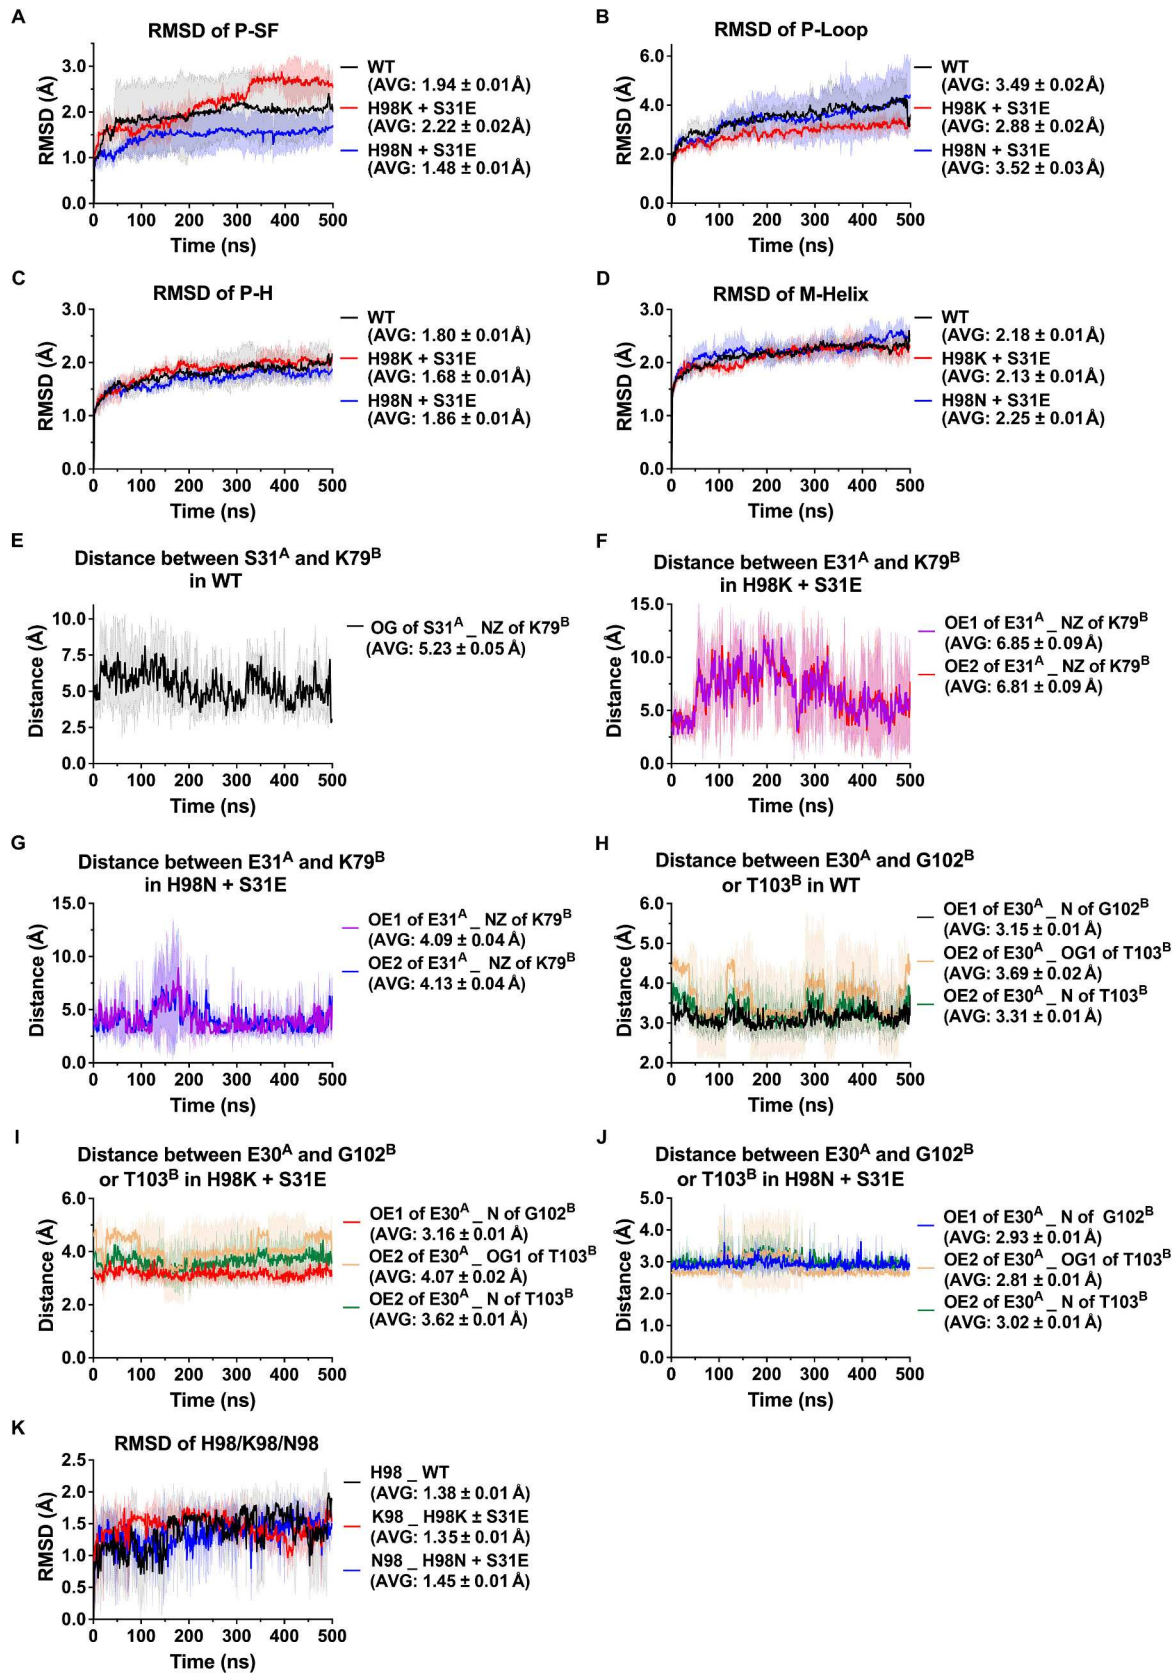 A
RMSD of P-SF
RMSD (Å)
3.0
2.0
1.0
0.0
0 100 200 300 400 500
Time (ns)
WT
(AVG: 1.94 ± 0.01 Å)
H98K + S31E
(AVG: 2.22 ± 0.02 Å)
H98N + S31E
(AVG: 1.48 ± 0.01 Å)
B
RMSD of P-Loop
RMSD (Å)
6.0
4.0
2.0
0.0
0 100 200 300 400 500
Time (ns)
WT
(AVG: 3.49 ± 0.02 Å)
H98K + S31E
(AVG: 2.88 ± 0.02 Å)
H98N + S31E
(AVG: 3.52 ± 0.03 Å)
C
RMSD of P-H
RMSD (Å)
3.0
2.0
1.0
0.0
0 100 200 300 400 500
Time (ns)
WT
(AVG: 1.80 ± 0.01 Å)
H98K + S31E
(AVG: 1.68 ± 0.01 Å)
H98N + S31E
(AVG: 1.86 ± 0.01 Å)
D
RMSD of M-Helix
RMSD (Å)
3.0
2.0
1.0
0.0
0 100 200 300 400 500
Time (ns)
WT
(AVG: 2.18 ± 0.01 Å)
H98K + S31E
(AVG: 2.13 ± 0.01 Å)
H98N + S31E
(AVG: 2.25 ± 0.01 Å)
E
Distance between S31ᴬ and K79ᴮ
in WT
Distance (Å)
10.0
7.5
5.0
2.5
0.0
0 100 200 300 400 500
Time (ns)
OG of S31ᴬ _ NZ of K79ᴮ
(AVG: 5.23 ± 0.05 Å)
F
Distance between E31ᴬ and K79ᴮ
in H98K + S31E
Distance (Å)
15.0
10.0
5.0
0.0
0 100 200 300 400 500
Time (ns)
OE1 of E31ᴬ _ NZ of K79ᴮ
(AVG: 6.85 ± 0.09 Å)
OE2 of E31ᴬ _ NZ of K79ᴮ
(AVG: 6.81 ± 0.09 Å)
G
Distance between E31ᴬ and K79ᴮ
in H98N + S31E
Distance (Å)
15.0
10.0
5.0
0.0
0 100 200 300 400 500
Time (ns)
OE1 of E31ᴬ _ NZ of K79ᴮ
(AVG: 4.09 ± 0.04 Å)
OE2 of E31ᴬ _ NZ of K79ᴮ
(AVG: 4.13 ± 0.04 Å)
H
Distance between E30ᴬ and G102ᴮ
or T103ᴮ in WT
Distance (Å)
6.0
5.0
4.0
3.0
2.0
0 100 200 300 400 500
Time (ns)
OE1 of E30ᴬ _ N of G102ᴮ
(AVG: 3.15 ± 0.01 Å)
OE2 of E30ᴬ _ OG1 of T103ᴮ
(AVG: 3.69 ± 0.02 Å)
OE2 of E30ᴬ _ N of T103ᴮ
(AVG: 3.31 ± 0.01 Å)
I
Distance between E30ᴬ and G102ᴮ
or T103ᴮ in H98K + S31E
Distance (Å)
6.0
4.0
2.0
0.0
0 100 200 300 400 500
Time (ns)
OE1 of E30ᴬ _ N of G102ᴮ
(AVG: 3.16 ± 0.01 Å)
OE2 of E30ᴬ _ OG1 of T103ᴮ
(AVG: 4.07 ± 0.02 Å)
OE2 of E30ᴬ _ N of T103ᴮ
(AVG: 3.62 ± 0.01 Å)
J
Distance between E30ᴬ and G102ᴮ
or T103ᴮ in H98N + S31E
Distance (Å)
5.0
4.0
3.0
2.0
1.0
0.0
0 100 200 300 400 500
Time (ns)
OE1 of E30ᴬ _ N of G102ᴮ
(AVG: 2.93 ± 0.01 Å)
OE2 of E30ᴬ _ OG1 of T103ᴮ
(AVG: 2.81 ± 0.01 Å)
OE2 of E30ᴬ _ N of T103ᴮ
(AVG: 3.02 ± 0.01 Å)
K
RMSD of H98/K98/N98
RMSD (Å)
2.5
2.0
1.5
1.0
0.5
0.0
0 100 200 300 400 500
Time (ns)
H98 _ WT
(AVG: 1.38 ± 0.01 Å)
K98 _ H98K ± S31E
(AVG: 1.35 ± 0.01 Å)
N98 _ H98N + S31E
(AVG: 1.45 ± 0.01 Å)